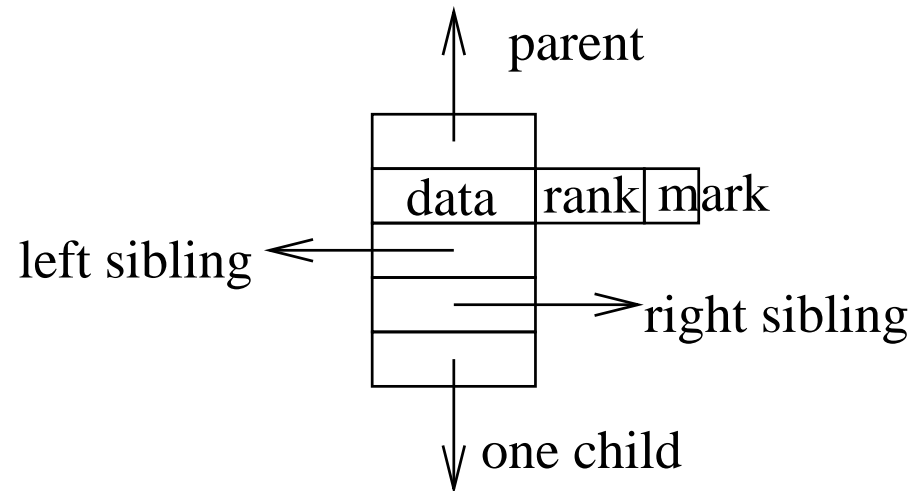 parent
data rank mark
left sibling
right sibling
one child